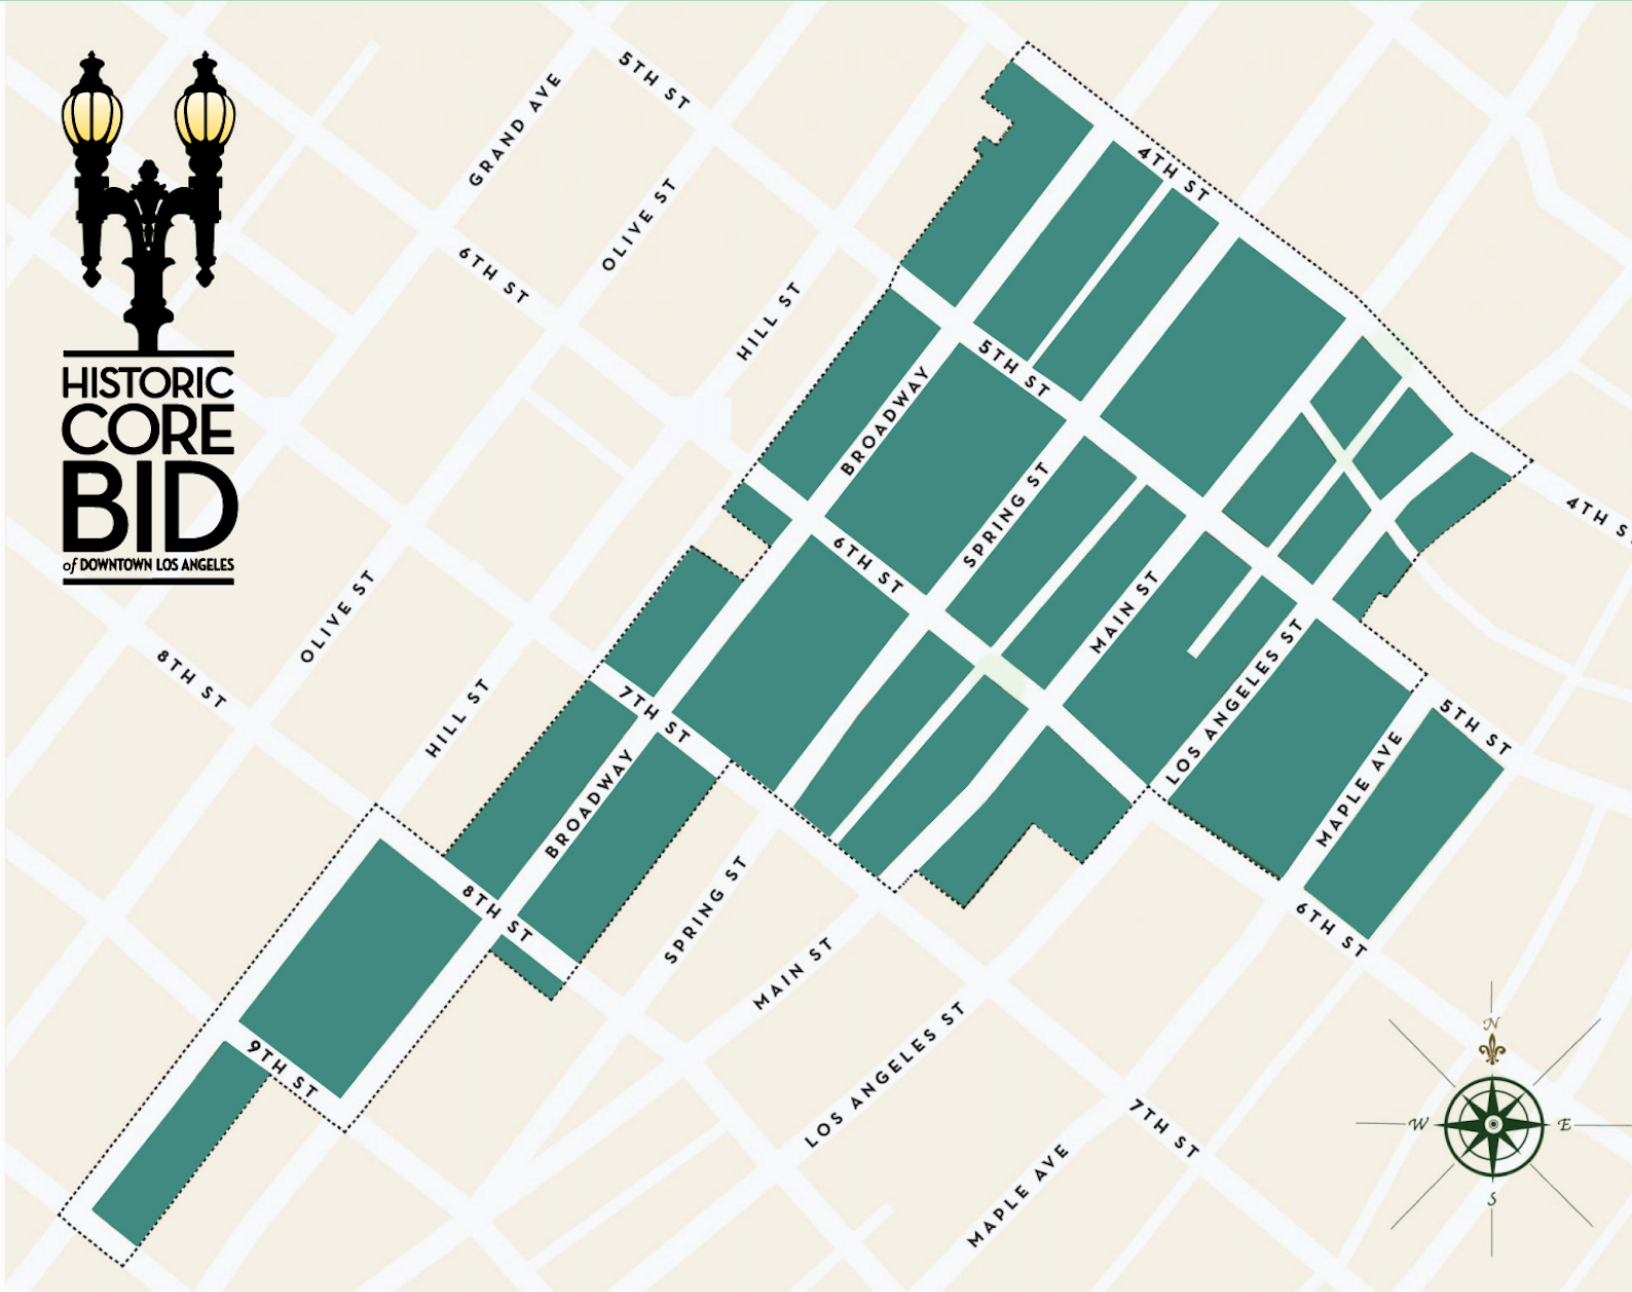 HISTORIC
CORE
BID
of DOWNTOWN LOS ANGELES
GRAND AVE
5TH ST
OLIVE ST
6TH ST
HILL ST
4TH ST
5TH ST
BROADWAY
SPRING ST
6TH ST
MAIN ST
4TH S
LOS ANGELES ST
5TH ST
MAPLE AVE
6TH ST
OLIVE ST
8TH ST
HILL ST
7TH ST
BROADWAY
8TH ST
SPRING ST
MAIN ST
9TH ST
LOS ANGELES ST
MAPLE AVE
7TH ST
N
W
E
S